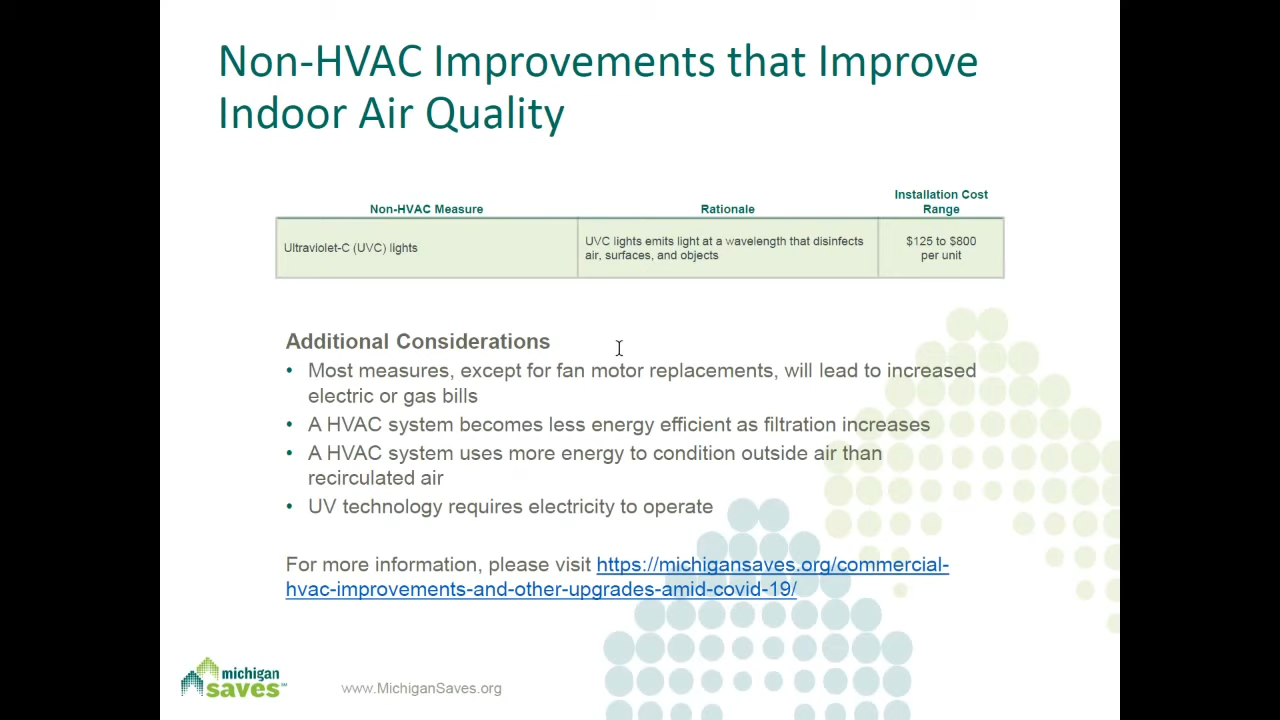 Non-HVAC Improvements that Improve
Indoor Air Quality
Non-HVAC Measure
Rationale
Installation Cost
Range
Ultraviolet-C (UVC) lights
UVC lights emits light at a wavelength that disinfects
air, surfaces, and objects
$125 to $800
per unit
Additional Considerations
• Most measures, except for fan motor replacements, will lead to increased
electric or gas bills
• A HVAC system becomes less energy efficient as filtration increases
• A HVAC system uses more energy to condition outside air than
recirculated air
• UV technology requires electricity to operate
For more information, please visit https://michigansaves.org/commercial-
hvac-improvements-and-other-upgrades-amid-covid-19/
michigan
saves
www.MichiganSaves.org